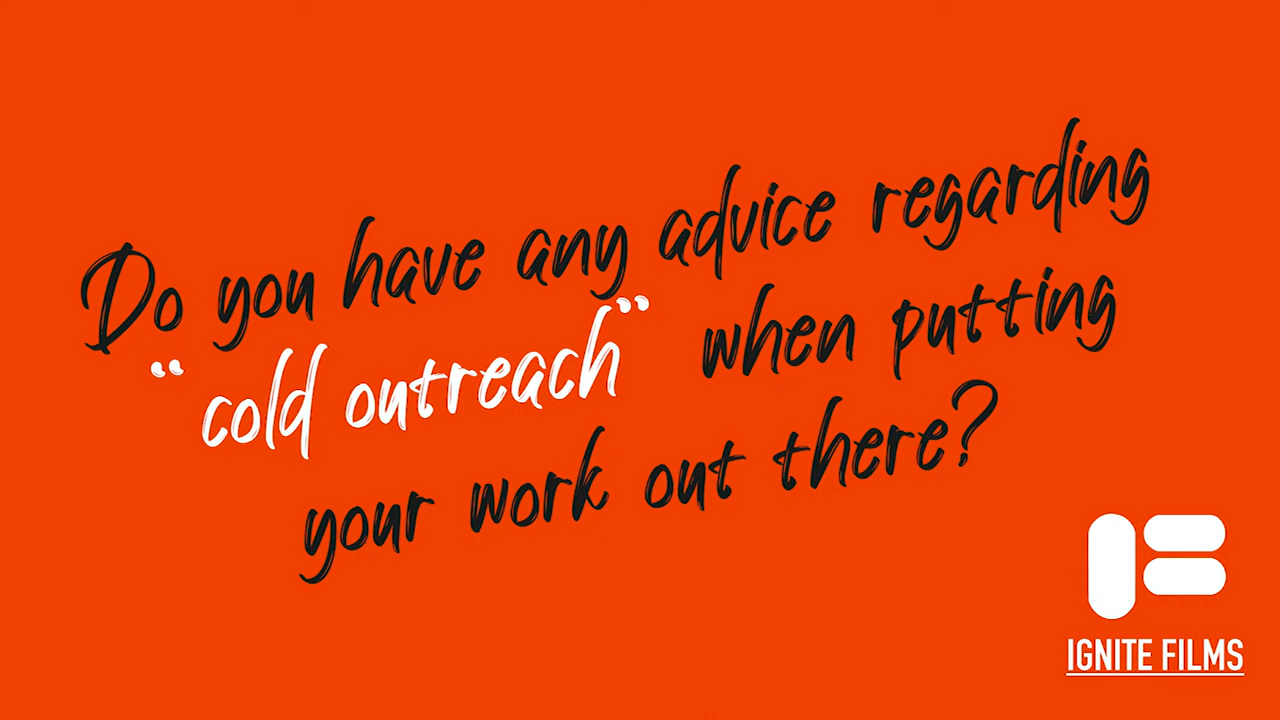 Do you have any advice regarding
“cold outreach” when putting
your work out there?
IGNITE FILMS